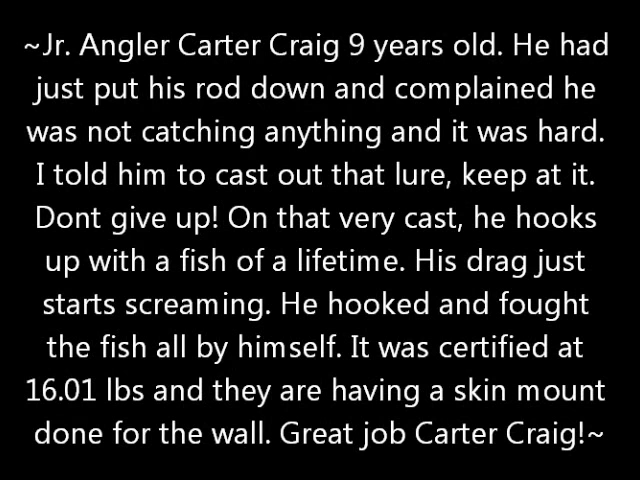 ~Jr. Angler Carter Craig 9 years old. He had
just put his rod down and complained he
was not catching anything and it was hard.
I told him to cast out that lure, keep at it.
Dont give up! On that very cast, he hooks
up with a fish of a lifetime. His drag just
starts screaming. He hooked and fought
the fish all by himself. It was certified at
16.01 lbs and they are having a skin mount
done for the wall. Great job Carter Craig!~